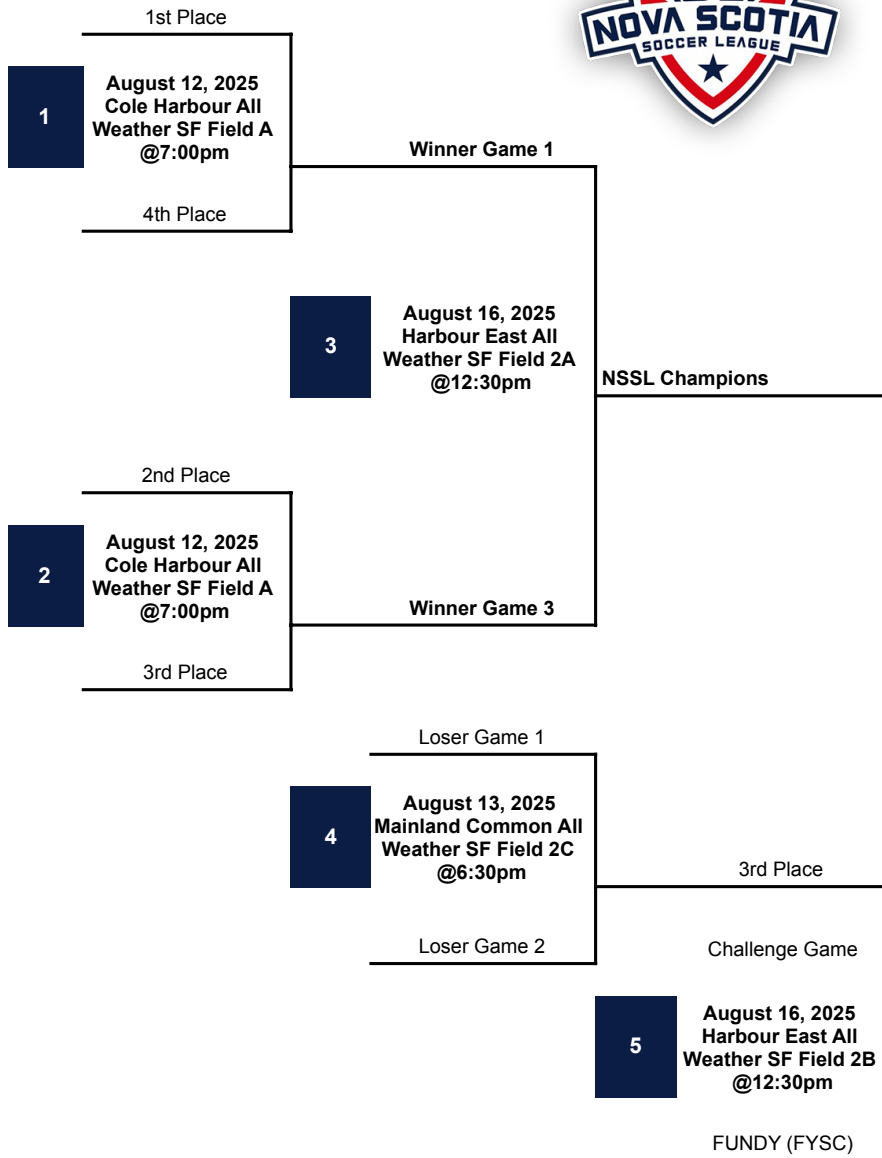 NOVA SCOTIA
SOCCER LEAGUE
1st Place
1
August 12, 2025
Cole Harbour All
Weather SF Field A
@7:00pm
Winner Game 1
4th Place
3
August 16, 2025
Harbour East All
Weather SF Field 2A
@12:30pm
NSSL Champions
2nd Place
2
August 12, 2025
Cole Harbour All
Weather SF Field A
@7:00pm
Winner Game 3
3rd Place
Loser Game 1
4
August 13, 2025
Mainland Common All
Weather SF Field 2C
@6:30pm
3rd Place
Loser Game 2
Challenge Game
5
August 16, 2025
Harbour East All
Weather SF Field 2B
@12:30pm
FUNDY (FYSC)